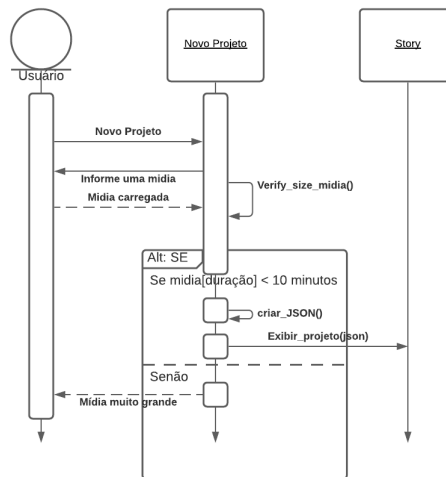 Usuário
Novo Projeto
Story
Novo Projeto
Informe uma midia
Midia carregada
Verify_size_midia()
Alt: SE
Se midia[duração] < 10 minutos
criar_JSON()
Exibir_projeto(json)
Senão
Mídia muito grande